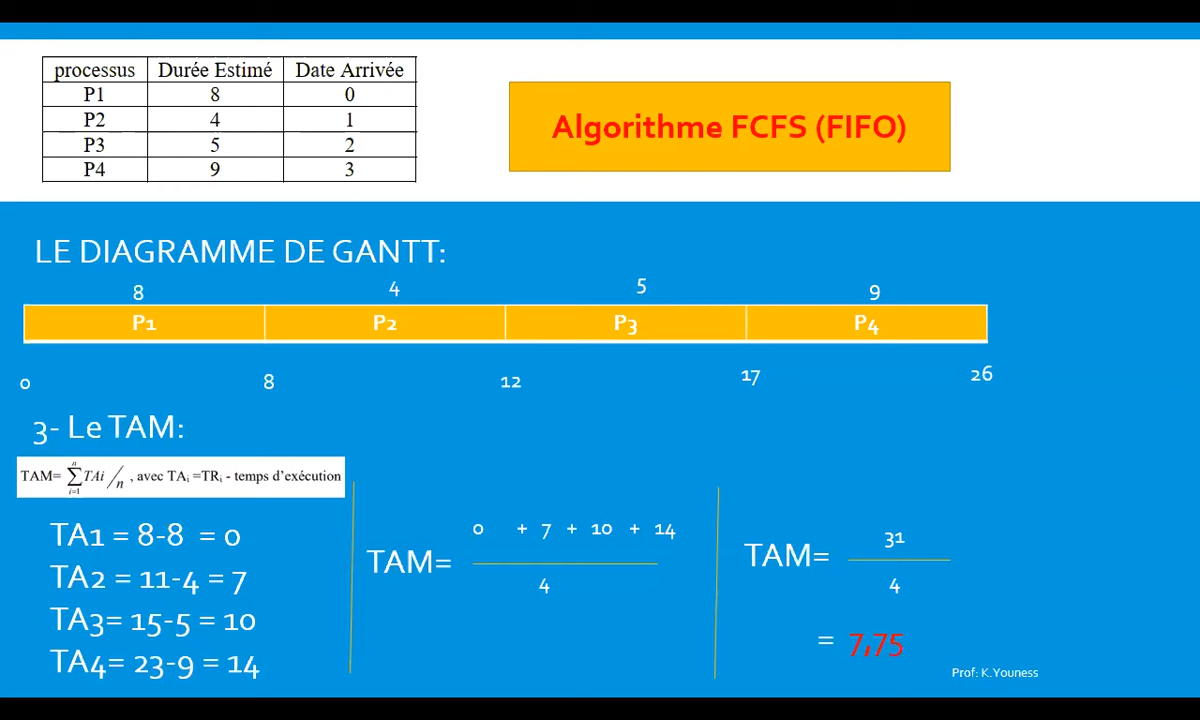 processus Durée Estimé Date Arrivée
P1 8 0
P2 4 1
P3 5 2
P4 9 3
Algorithme FCFS (FIFO)
LE DIAGRAMME DE GANTT:
8 4 5 9
P1 P2 P3 P4
0 8 12 17 26
3- Le TAM:
TAM= n ∑ i=1 TAi / n , avec TAi =TRi - temps d'exécution
TA1 = 8-8 = 0
TA2 = 11-4 = 7
TA3= 15-5 = 10
TA4= 23-9 = 14
0 + 7 + 10 + 14
TAM=
4
31
TAM=
4
= 7,75
Prof: K.Youness